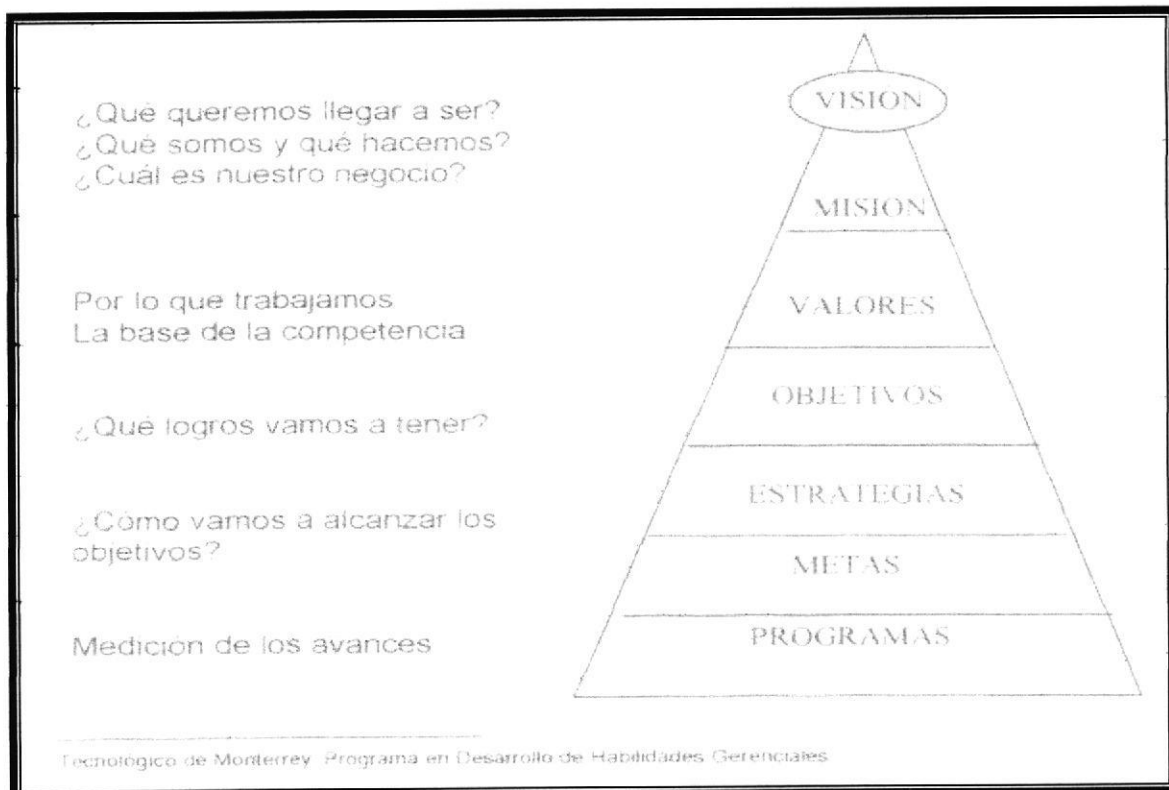 ¿Qué queremos llegar a ser?
¿Qué somos y qué hacemos?
¿Cuál es nuestro negocio?
Por lo que trabajamos
La base de la competencia
¿Qué logros vamos a tener?
¿Cómo vamos a alcanzar los
objetivos?
Medición de los avances
VISIÓN
MISION
VALORES
OBJETIVOS
ESTRATEGIAS
METAS
PROGRAMAS
Tecnológico de Monterrey Programa en Desarrollo de Habilidades Gerenciales